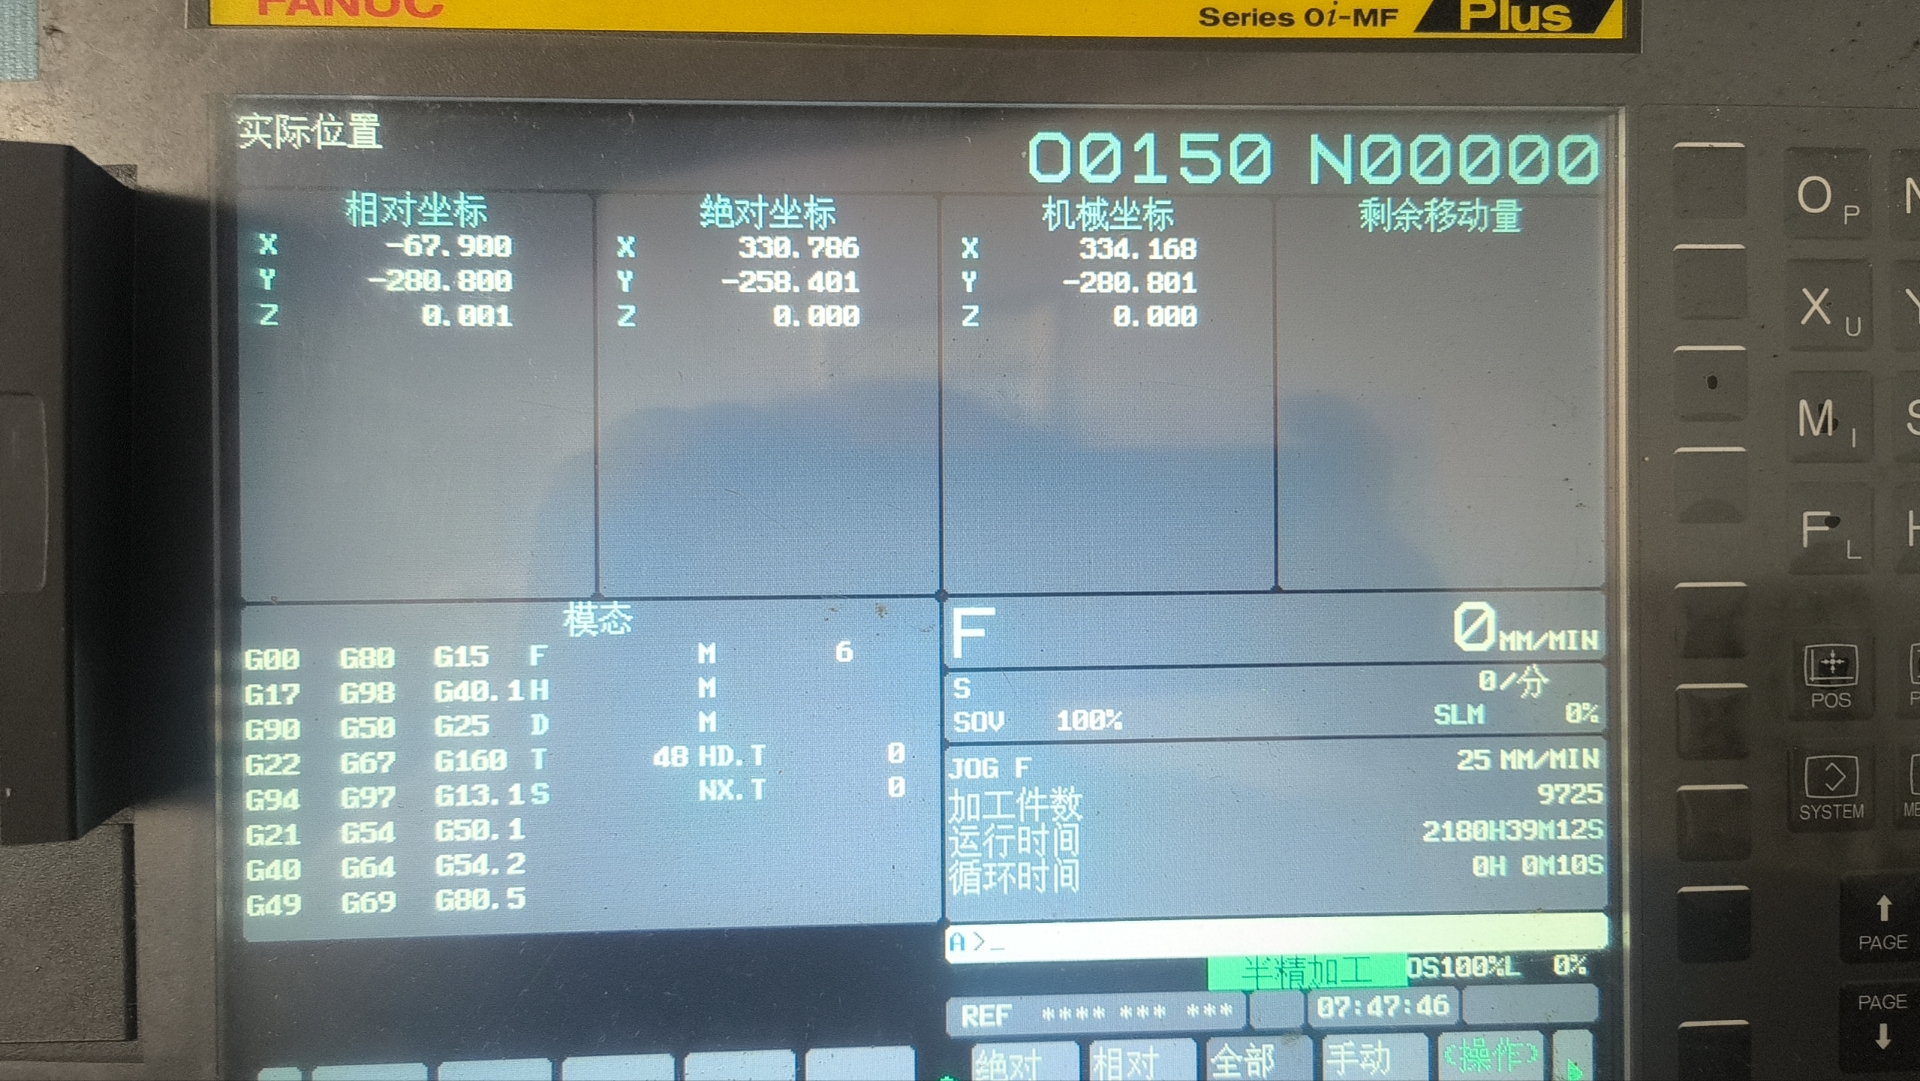 FANUC
Series 0i-MF Plus
实际位置
O0150 N00000
相对坐标 绝对坐标 机械坐标 剩余移动量
X -67.900 X 330.786 X 334.168
Y -280.800 Y -258.401 Y -280.801
Z 0.001 Z 0.000 Z 0.000
模态
G00 G80 G15 F M 6
G17 G98 G40.1 H M
G90 G50 G25 D M
G22 G67 G160 T 48 HD.T 0
G94 G97 G13.1 S NX.T 0
G21 G54 G50.1
G40 G64 G54.2
G49 G69 G80.5
F 0 MM/MIN
S 0/分
SOV 100% SLM 0%
JOG F 25 MM/MIN
加工件数 9725
运行时间 2180H39M12S
循环时间 0H 0M10S
A>_
半精加工 OS100%L 0%
REF **** *** *** 07:47:46
绝对 相对 全部 手动 (操作)
O P
X U
M I
F L
POS
SYSTEM
PAGE
PAGE